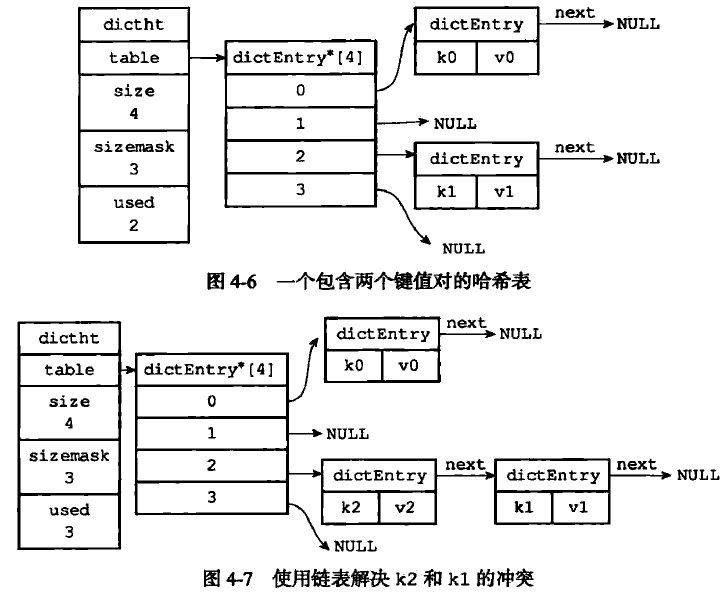 dictht
table
size
4
sizemask
3
used
2
dictEntry*[4]
0
1
2
3
dictEntry
k0 v0
next
NULL
NULL
dictEntry
k1 v1
next
NULL
NULL
图 4-6 一个包含两个键值对的哈希表
dictht
table
size
4
sizemask
3
used
3
dictEntry*[4]
0
1
2
3
dictEntry
k0 v0
next
NULL
NULL
dictEntry
k2 v2
next
dictEntry
k1 v1
next
NULL
NULL
图 4-7 使用链表解决 k2 和 k1 的冲突